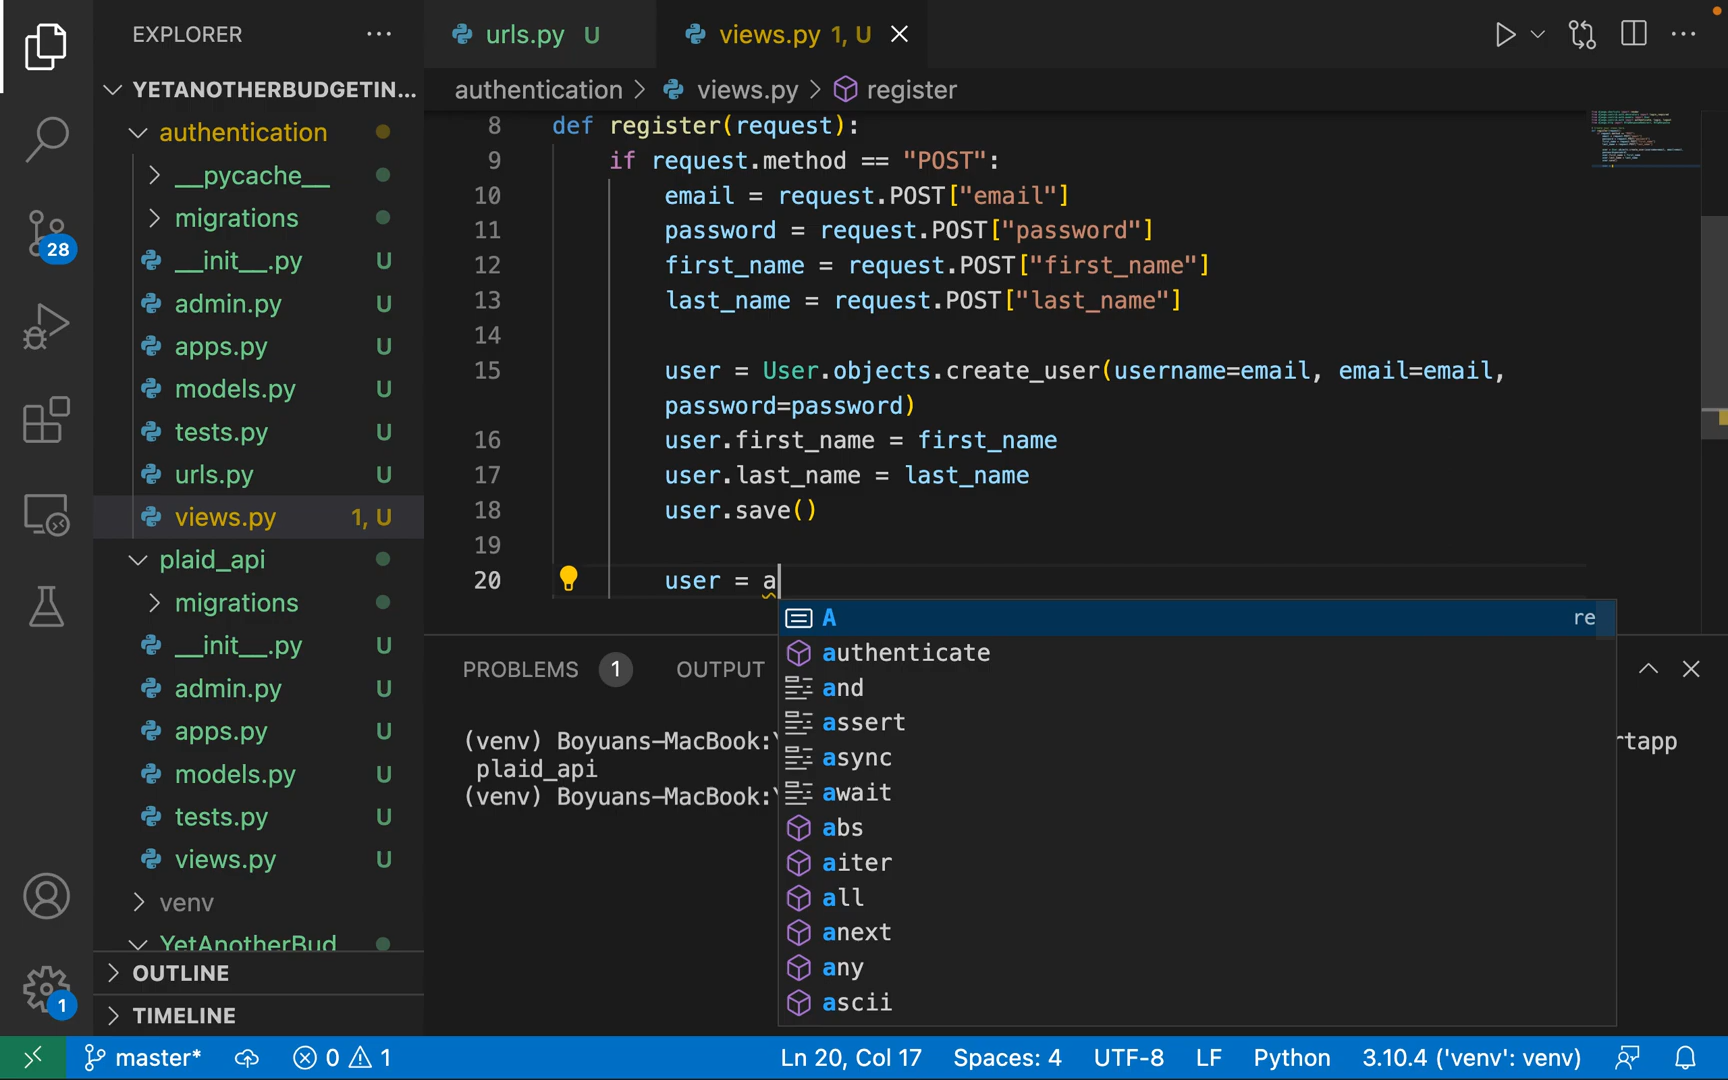 EXPLORER
YETANOTHERBUDGETIN...
authentication
__pycache__
migrations
__init__.py U
admin.py U
apps.py U
models.py U
tests.py U
urls.py U
views.py 1, U
plaid_api
migrations
__init__.py U
admin.py U
apps.py U
models.py U
tests.py U
views.py U
venv
YetAnotherBud
OUTLINE
TIMELINE
28
1
urls.py U
views.py 1, U
authentication > views.py > register
8 def register(request):
9 if request.method == "POST":
10 email = request.POST["email"]
11 password = request.POST["password"]
12 first_name = request.POST["first_name"]
13 last_name = request.POST["last_name"]
14
15 user = User.objects.create_user(username=email, email=email,
password=password)
16 user.first_name = first_name
17 user.last_name = last_name
18 user.save()
19
20 user = a
A re
authenticate
and
assert
async
await
abs
aiter
all
anext
any
ascii
PROBLEMS 1 OUTPUT
(venv) Boyuans-MacBook: rtapp
plaid_api
(venv) Boyuans-MacBook:
master* 0 1 Ln 20, Col 17 Spaces: 4 UTF-8 LF Python 3.10.4 ('venv': venv)